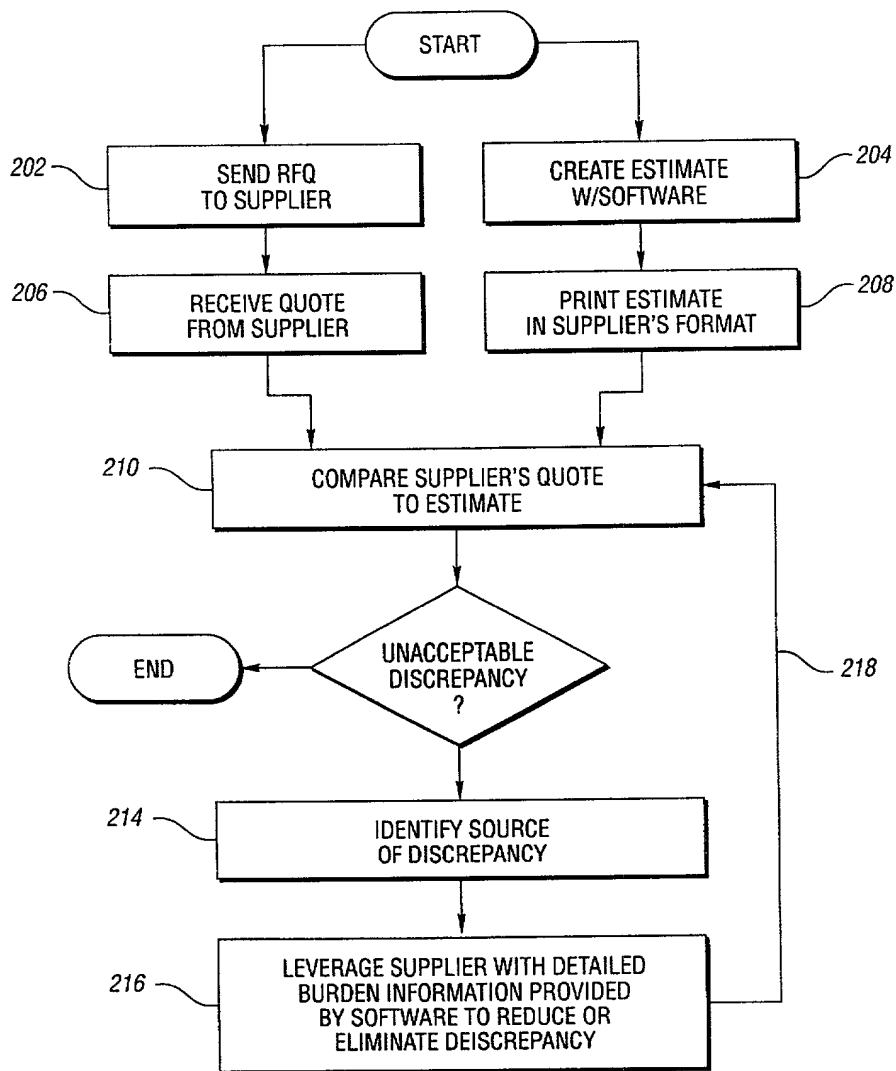 START
202
SEND RFQ
TO SUPPLIER
CREATE ESTIMATE
W/SOFTWARE
204
206
RECEIVE QUOTE
FROM SUPPLIER
PRINT ESTIMATE
IN SUPPLIER'S FORMAT
208
210
COMPARE SUPPLIER'S QUOTE
TO ESTIMATE
END
UNACCEPTABLE
DISCREPANCY
?
218
214
IDENTIFY SOURCE
OF DISCREPANCY
216
LEVERAGE SUPPLIER WITH DETAILED
BURDEN INFORMATION PROVIDED
BY SOFTWARE TO REDUCE OR
ELIMINATE DEISCREPANCY